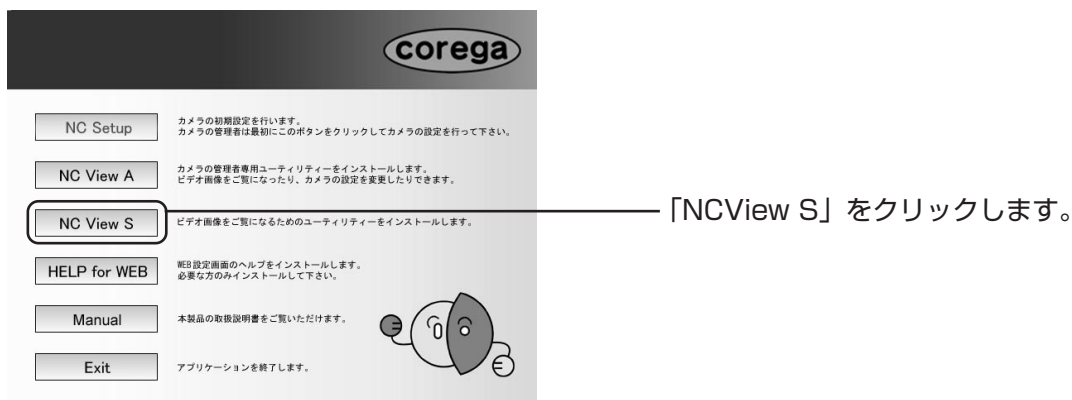 corega
NC Setup
カメラの初期設定を行います。
カメラの管理者は最初にこのボタンをクリックしてカメラの設定を行って下さい。
NC View A
カメラの管理者専用ユーティリティーをインストールします。
ビデオ画像をご覧になったり、カメラの設定を変更したりできます。
NC View S
ビデオ画像をご覧になるためのユーティリティーをインストールします。
「NCView S」をクリックします。
HELP for WEB
WEB設定画面のヘルプをインストールします。
必要な方のみインストールして下さい。
Manual
本製品の取扱説明書をご覧いただけます。
Exit
アプリケーションを終了します。